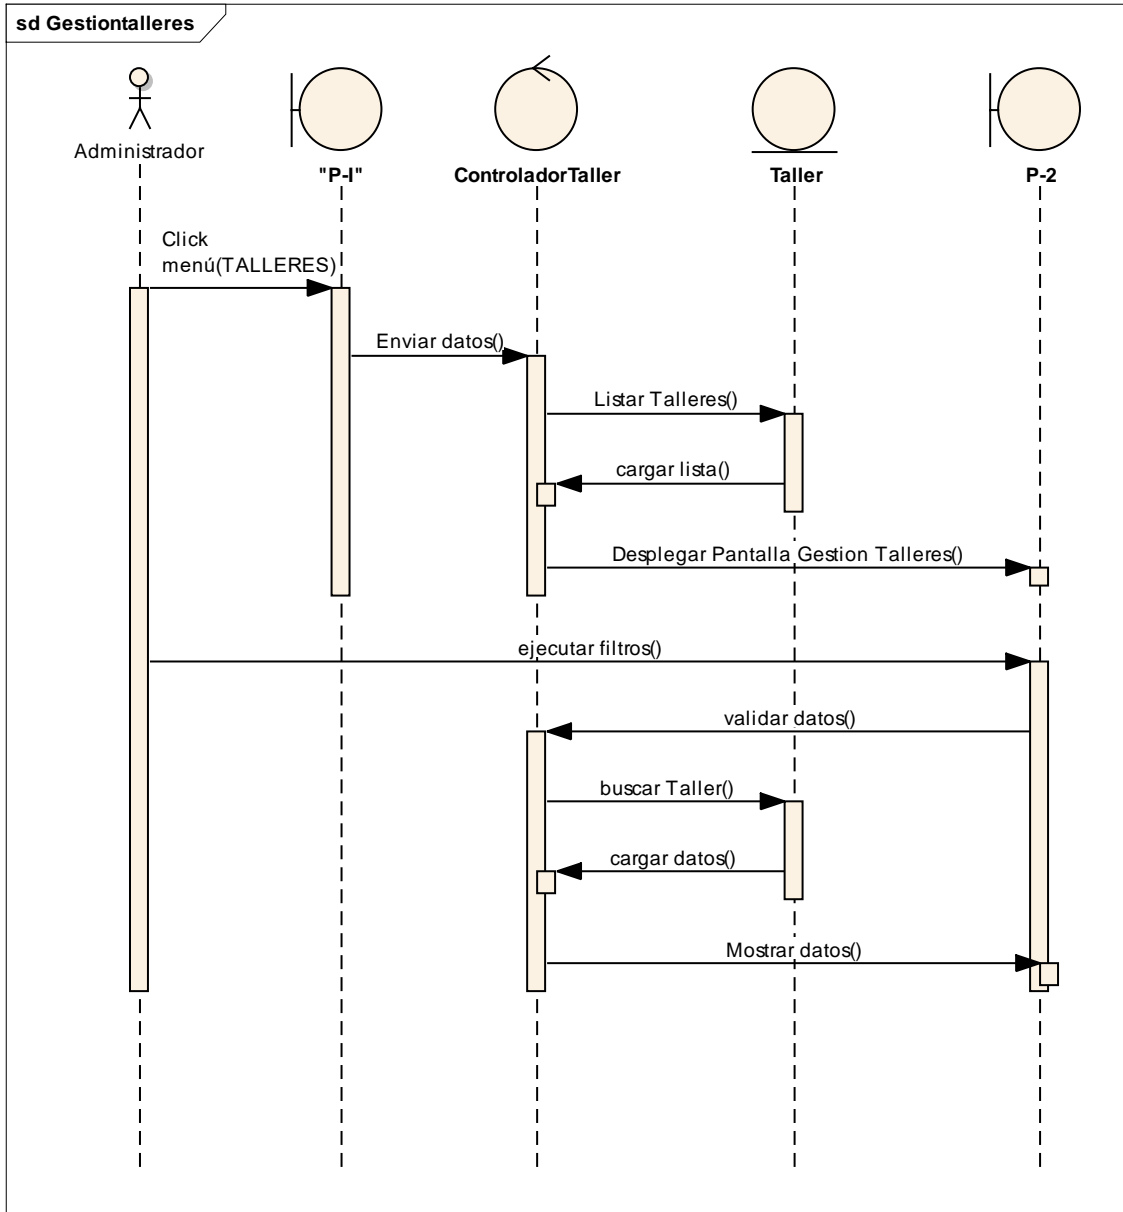 sd Gestiontalleres
Administrador
"P-I"
ControladorTaller
Taller
P-2
Click
menú(TALLERES)
Enviar datos()
Listar Talleres()
cargar lista()
Desplegar Pantalla Gestion Talleres()
ejecutar filtros()
validar datos()
buscar Taller()
cargar datos()
Mostrar datos()